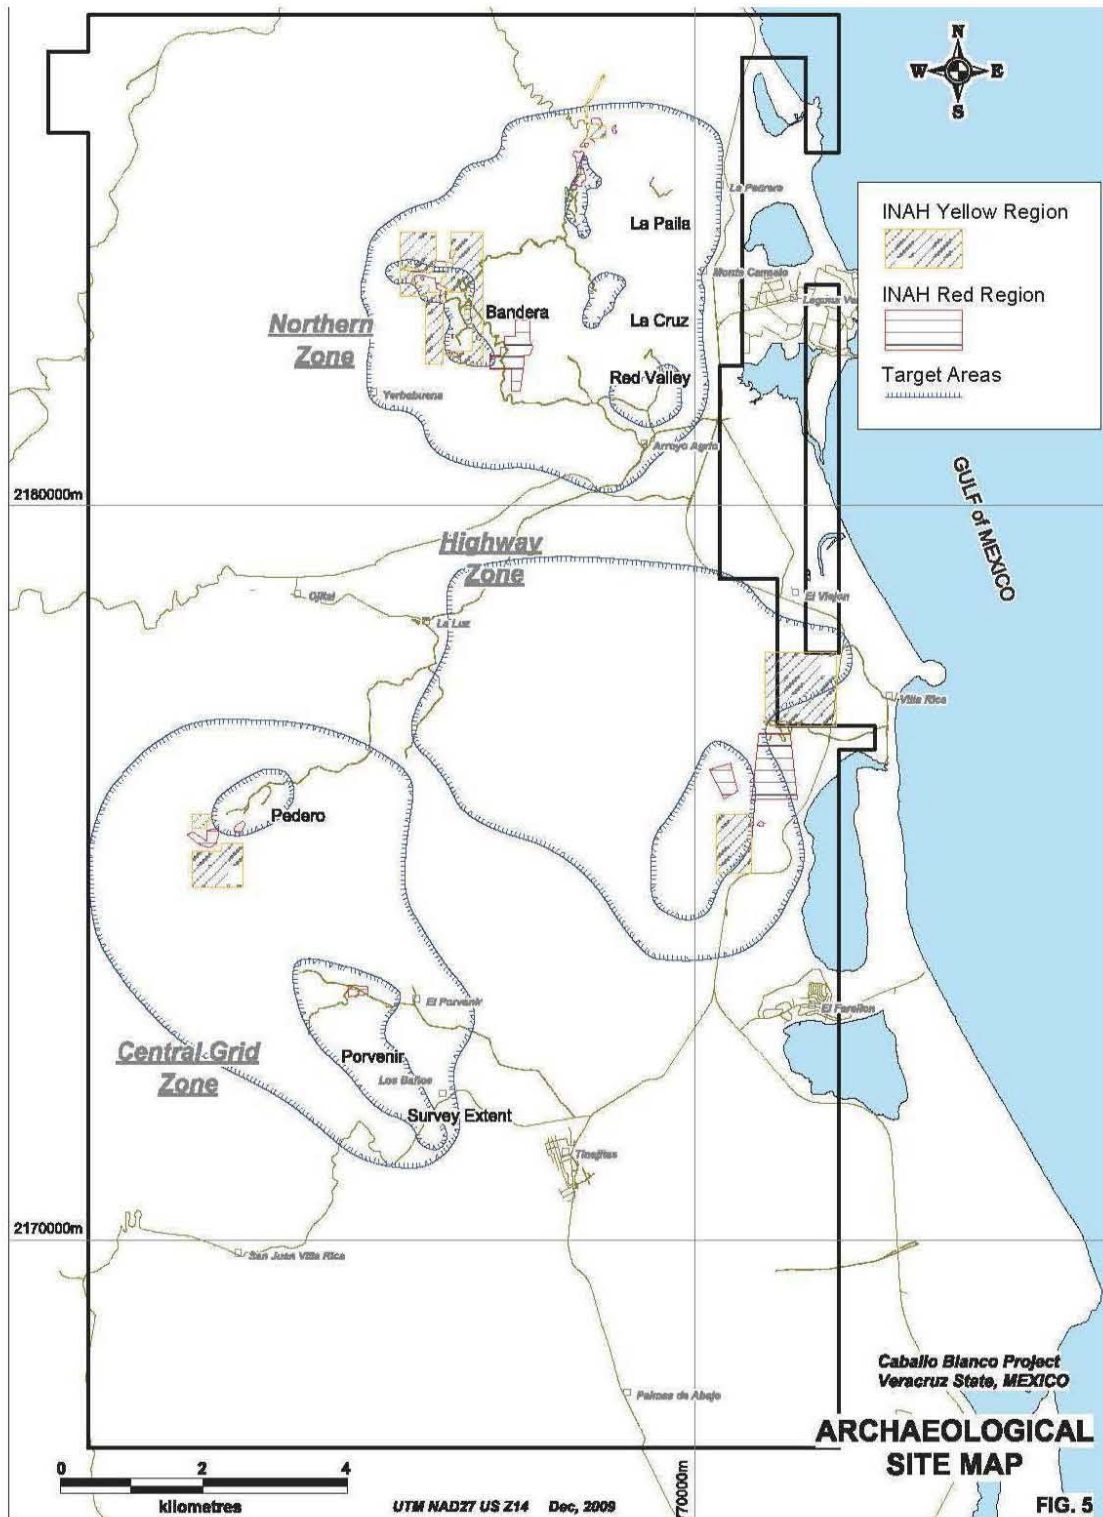 N
W E
S
INAH Yellow Region
INAH Red Region
Target Areas
La Paila
Monte Carmelo
Bandera
La Cruz
Northern
Zone
Red Valley
Yerbabuena
Arroyo Agrio
2180000m
GULF of MEXICO
Highway
Zone
Ojital
El Viejon
La Luz
Villa Rica
Pedero
El Porvenir
El Farallon
Central Grid
Zone
Porvenir
Los Baños
Survey Extent
Tinajitas
2170000m
San Juan Villa Rica
Caballo Blanco Project
Veracruz State, MEXICO
Palmas de Abajo
ARCHAEOLOGICAL
SITE MAP
0 2 4
kilometres
UTM NAD27 US Z14 Dec, 2009
70000m
FIG. 5